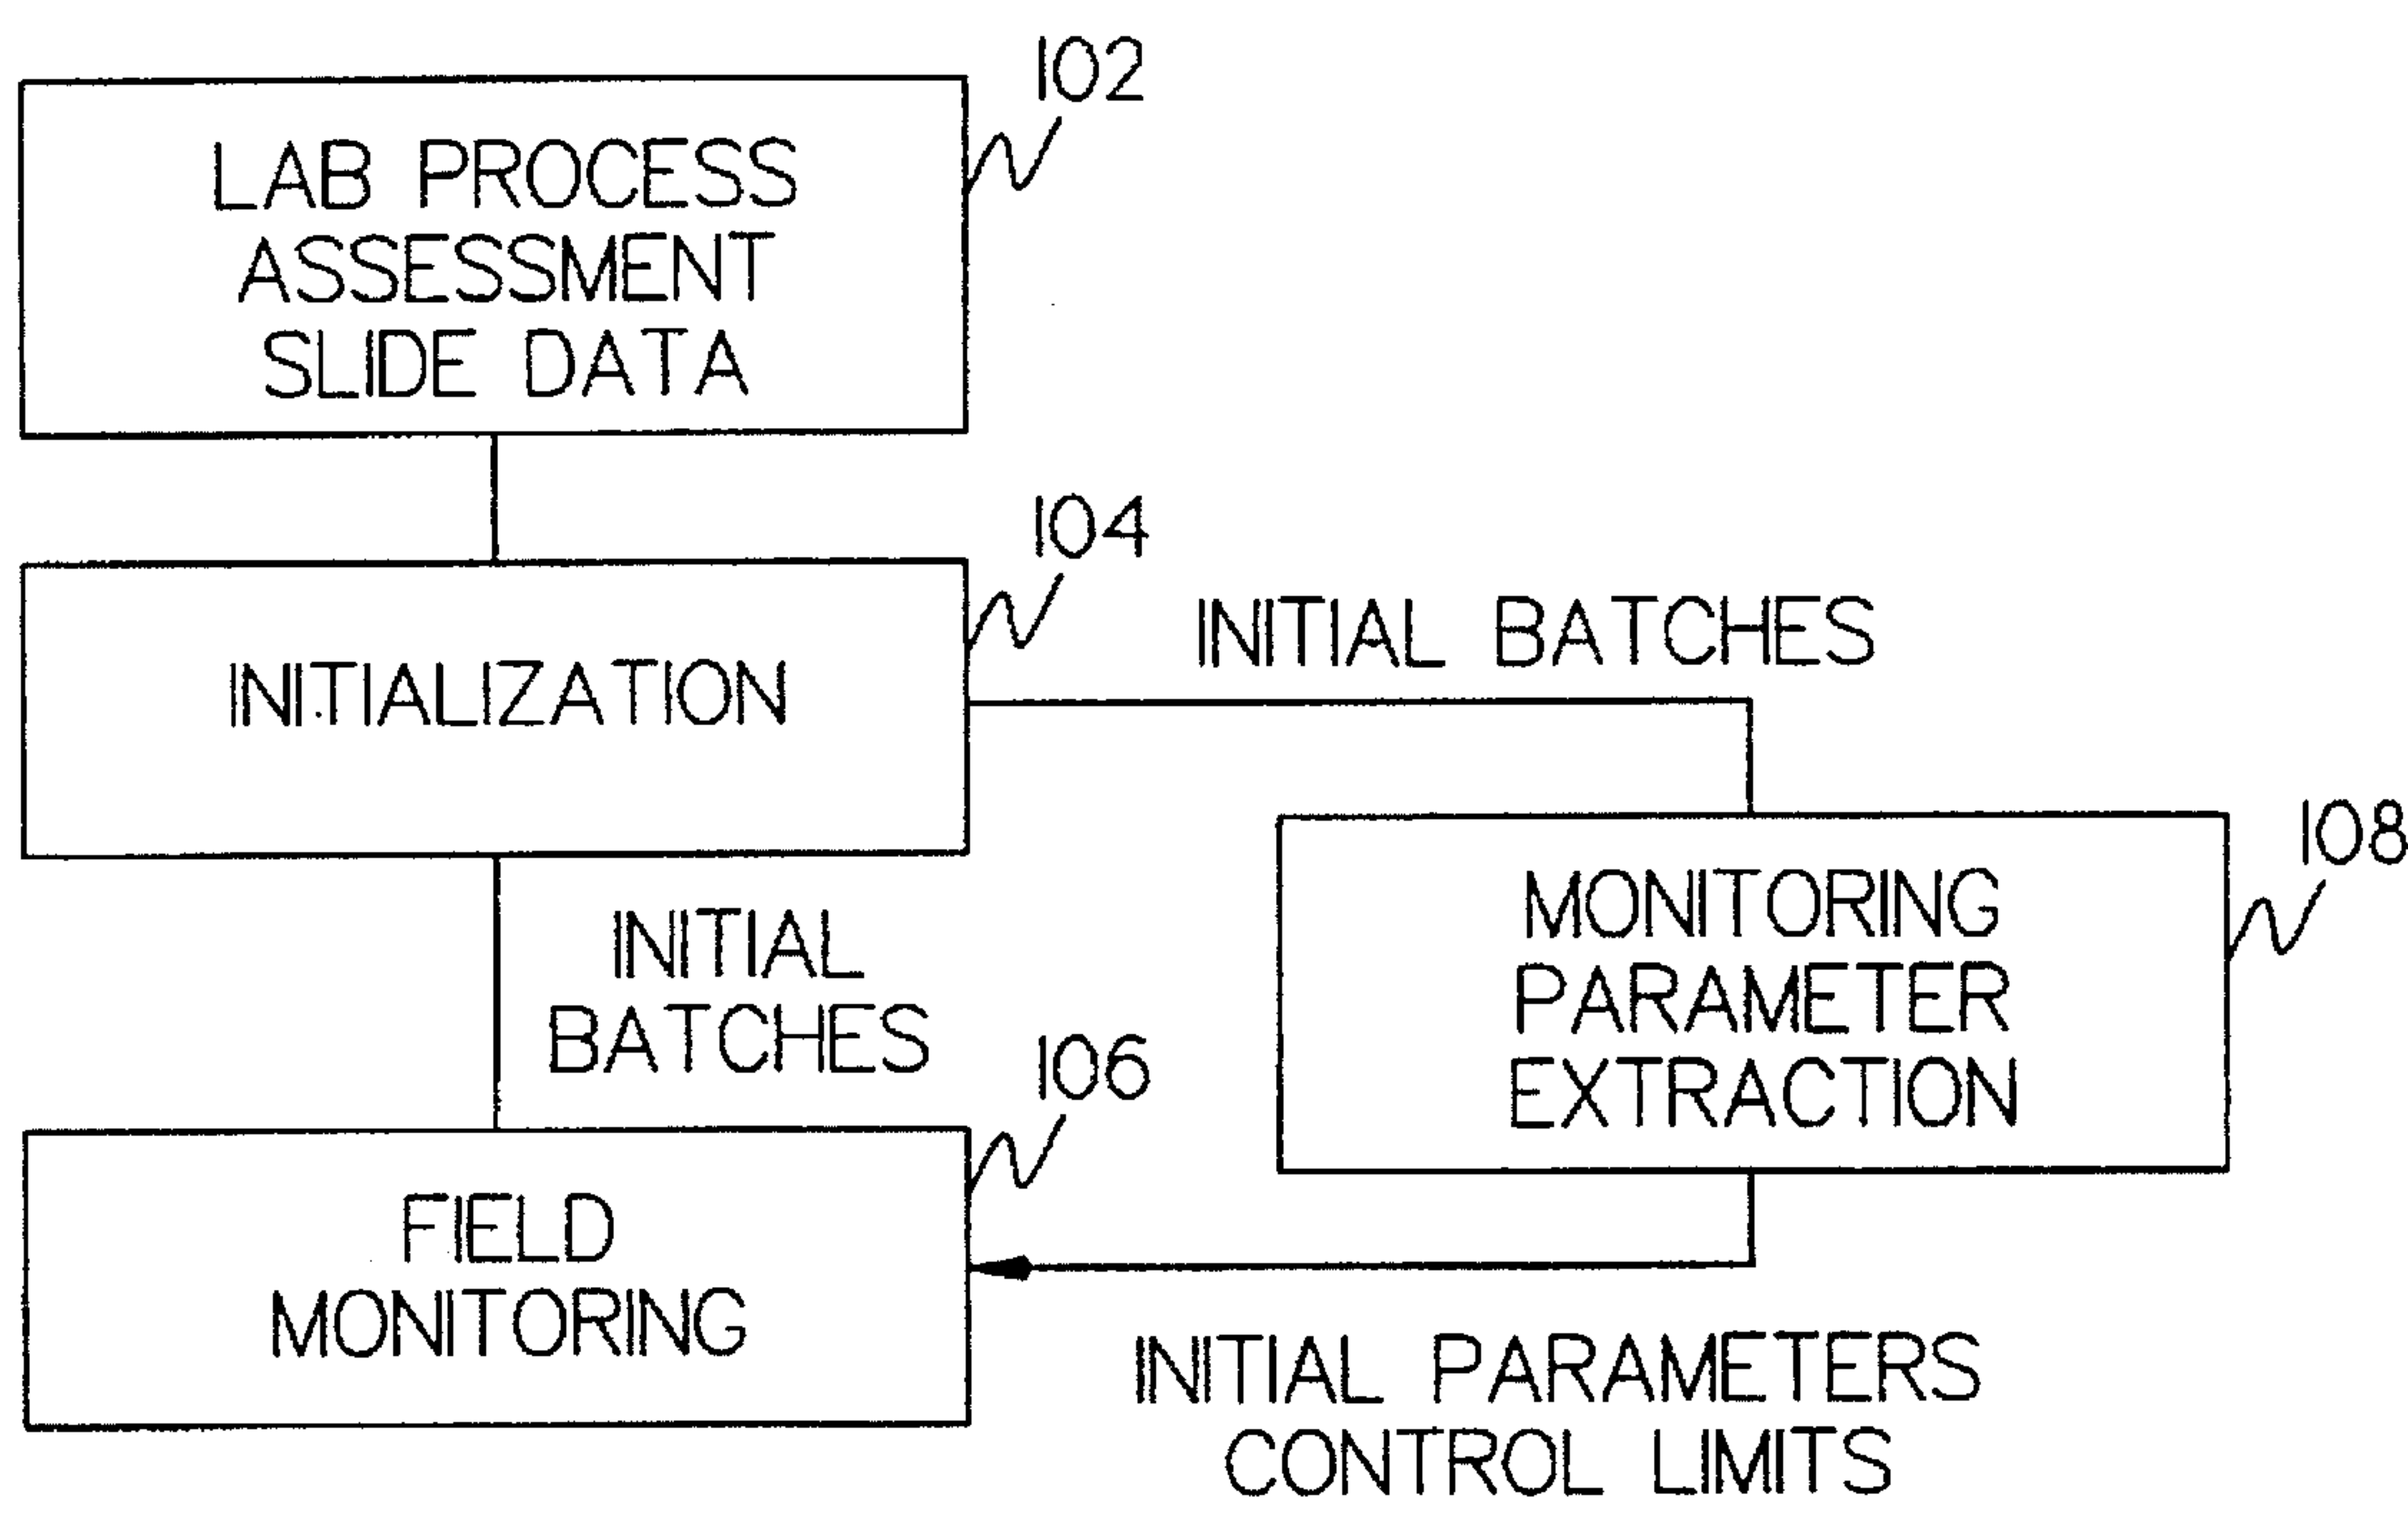 102
LAB PROCESS
ASSESSMENT
SLIDE DATA
104
INITIALIZATION
INITIAL BATCHES
108
MONITORING
PARAMETER
EXTRACTION
INITIAL
BATCHES
106
FIELD
MONITORING
INITIAL PARAMETERS
CONTROL LIMITS